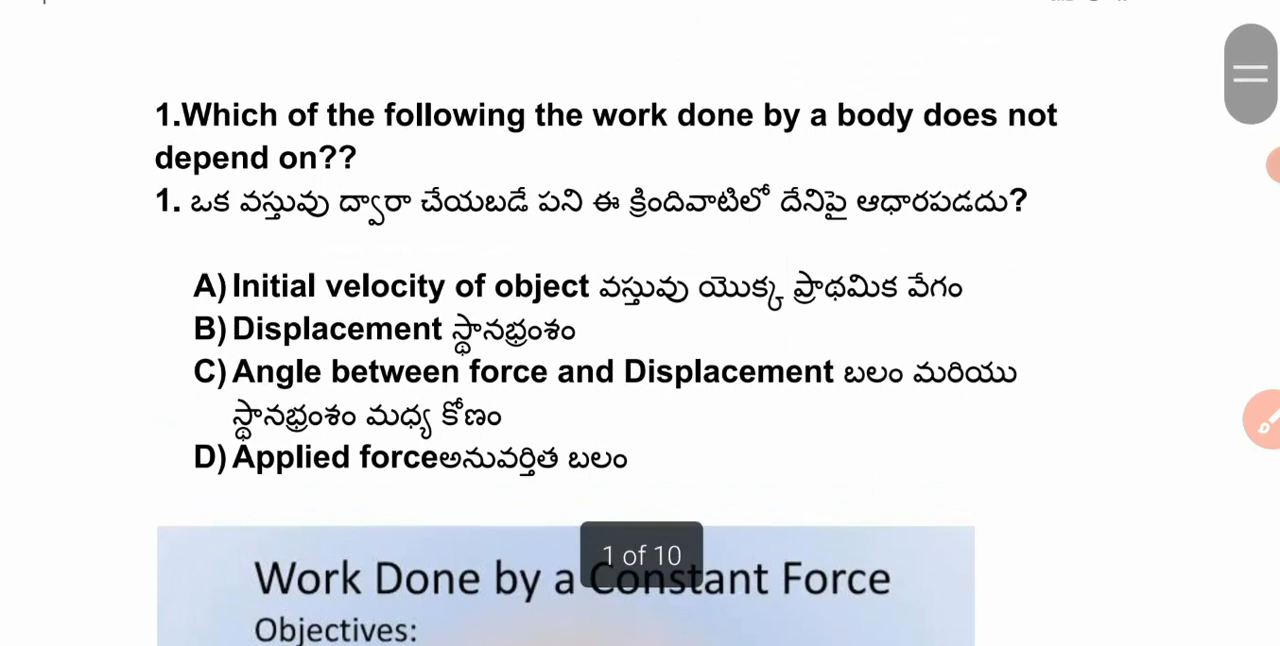 1.Which of the following the work done by a body does not
depend on??
1. ఒక వస్తువు ద్వారా చేయబడే పని ఈ క్రిందివాటిలో దేనిపై ఆధారపడదు?
A) Initial velocity of object వస్తువు యొక్క ప్రాథమిక వేగం
B) Displacement స్థానభ్రంశం
C) Angle between force and Displacement బలం మరియు
స్థానభ్రంశం మధ్య కోణం
D) Applied forceఅనువర్తిత బలం
1 of 10
Work Done by a Constant Force
Objectives: